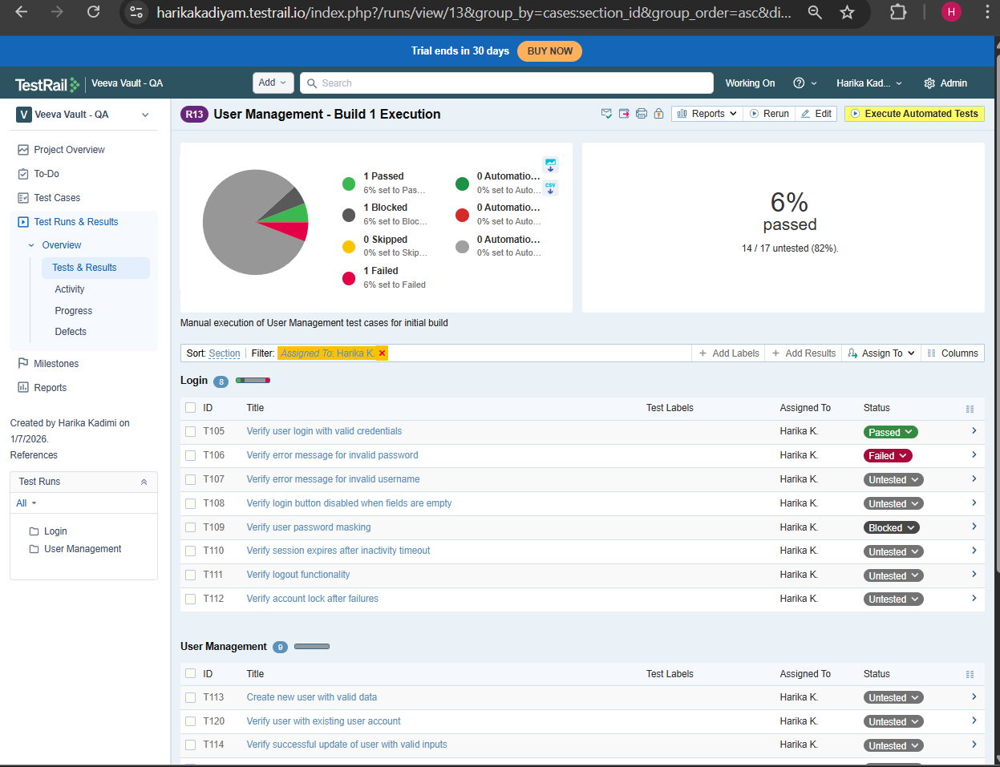 harikakadiyam.testrail.io/index.php?/runs/view/13&group_by=cases:section_id&group_order=asc&di...
H
Trial ends in 30 days BUY NOW
TestRail Veeva Vault - QA Add Search Working On Harika Kad... Admin
V Veeva Vault - QA
Project Overview
To-Do
Test Cases
Test Runs & Results
Overview
Tests & Results
Activity
Progress
Defects
Milestones
Reports
Created by Harika Kadimi on
1/7/2026.
References
Test Runs
All
Login
User Management
R13 User Management - Build 1 Execution Reports Rerun Edit Execute Automated Tests
1 Passed
6% set to Pas...
1 Blocked
6% set to Bloc...
0 Skipped
0% set to Skip...
1 Failed
6% set to Failed
0 Automatio...
0% set to Auto...
0 Automatio...
0% set to Auto...
0 Automatio...
0% set to Auto...
CSV
6%
passed
14 / 17 untested (82%).
Manual execution of User Management test cases for initial build
Sort: Section Filter: Assigned To: Harika K. Add Labels Add Results Assign To Columns
Login 8
ID Title Test Labels Assigned To Status
T105 Verify user login with valid credentials Harika K. Passed
T106 Verify error message for invalid password Harika K. Failed
T107 Verify error message for invalid username Harika K. Untested
T108 Verify login button disabled when fields are empty Harika K. Untested
T109 Verify user password masking Harika K. Blocked
T110 Verify session expires after inactivity timeout Harika K. Untested
T111 Verify logout functionality Harika K. Untested
T112 Verify account lock after failures Harika K. Untested
User Management 9
ID Title Test Labels Assigned To Status
T113 Create new user with valid data Harika K. Untested
T120 Verify user with existing user account Harika K. Untested
T114 Verify successful update of user with valid inputs Harika K. Untested